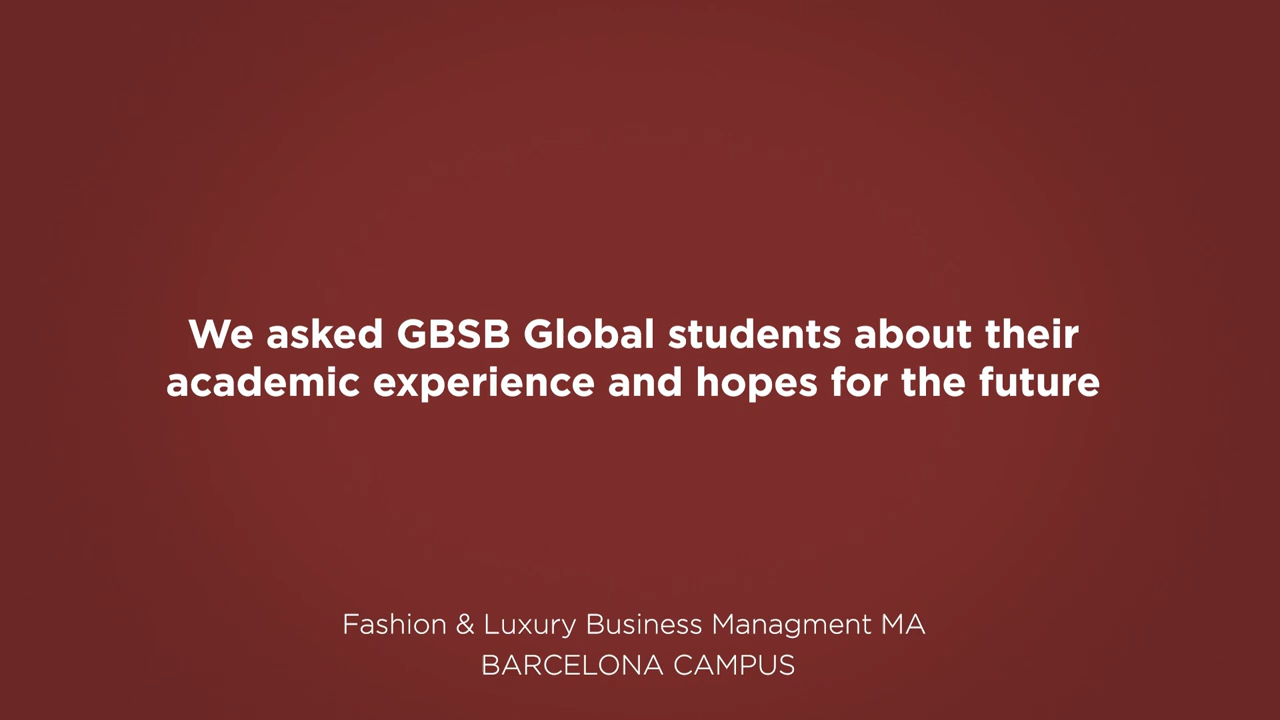 We asked GBSB Global students about their
academic experience and hopes for the future
Fashion & Luxury Business Managment MA
BARCELONA CAMPUS